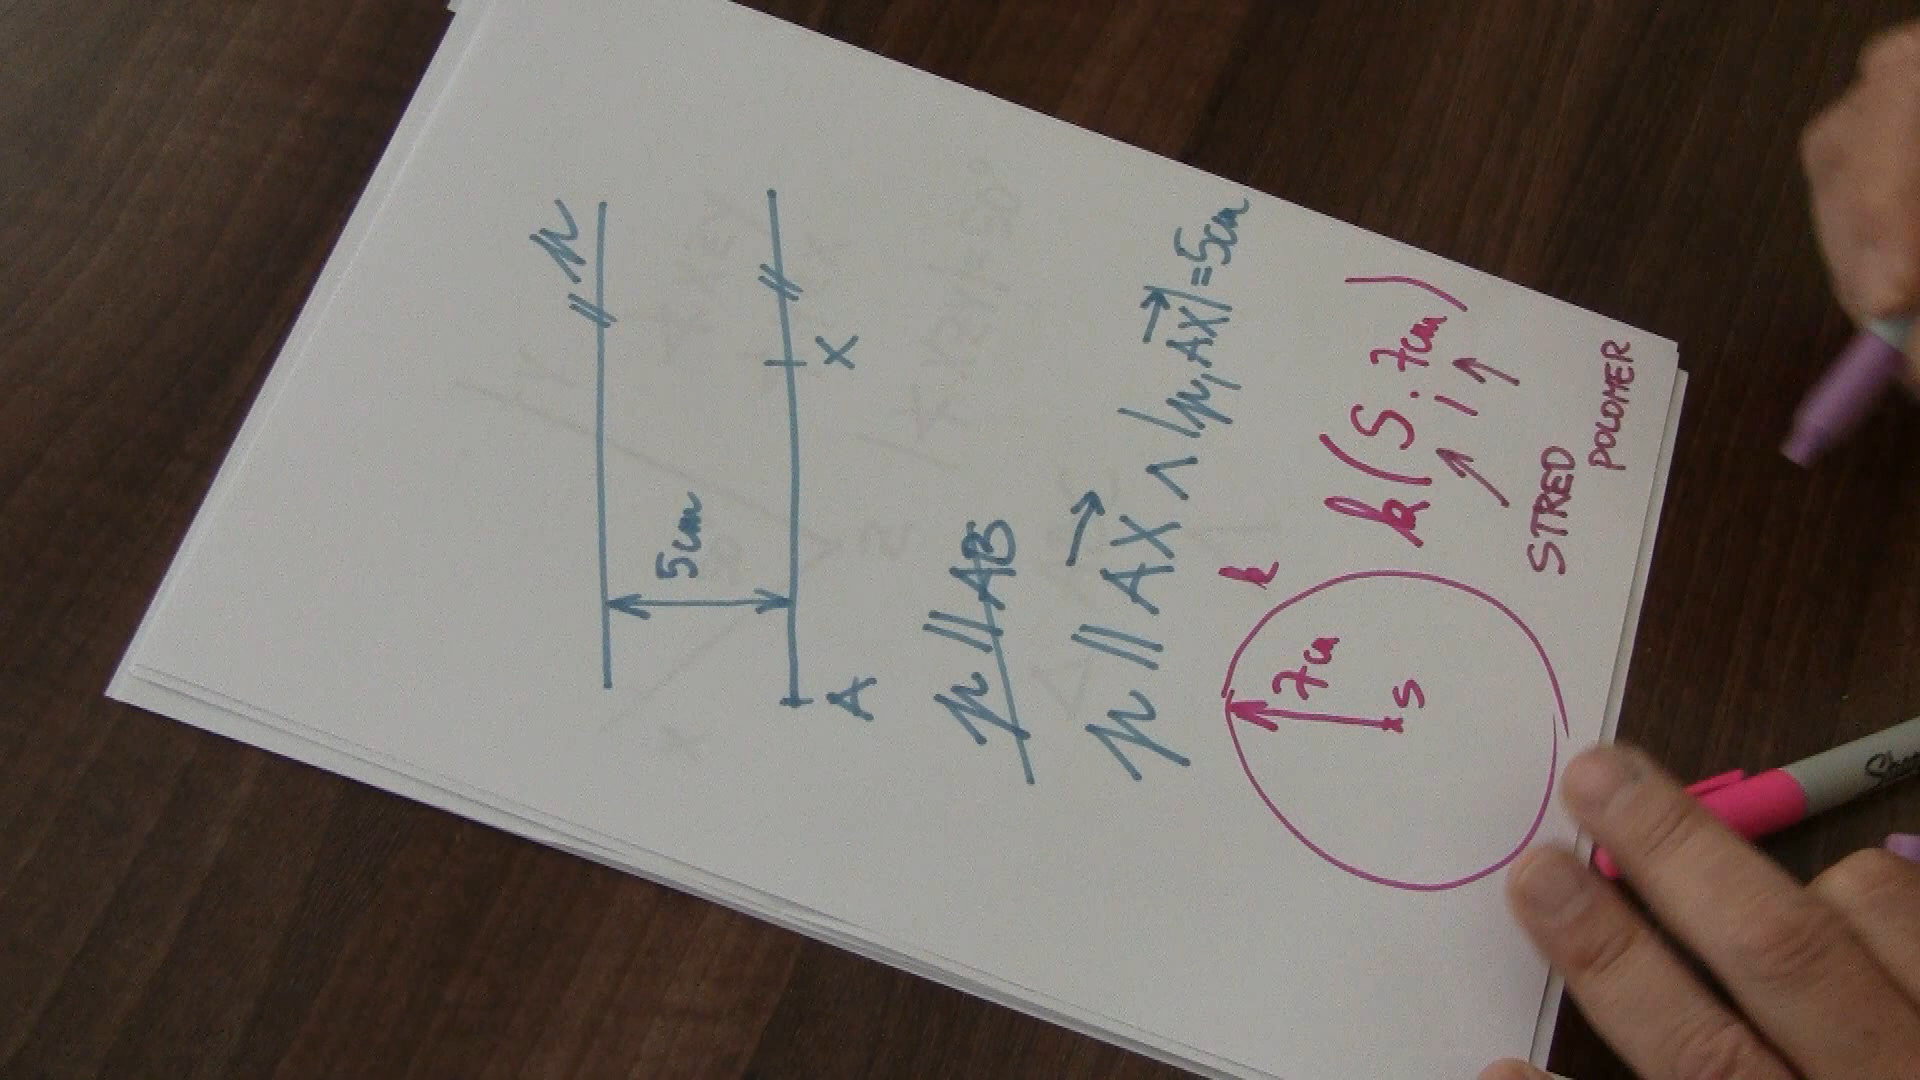 p
5cm
A X
p || AB
p || AX ∧ |p, AX| = 5cm
k
7cm
S
k(S; 7cm)
STRED
POLOMER